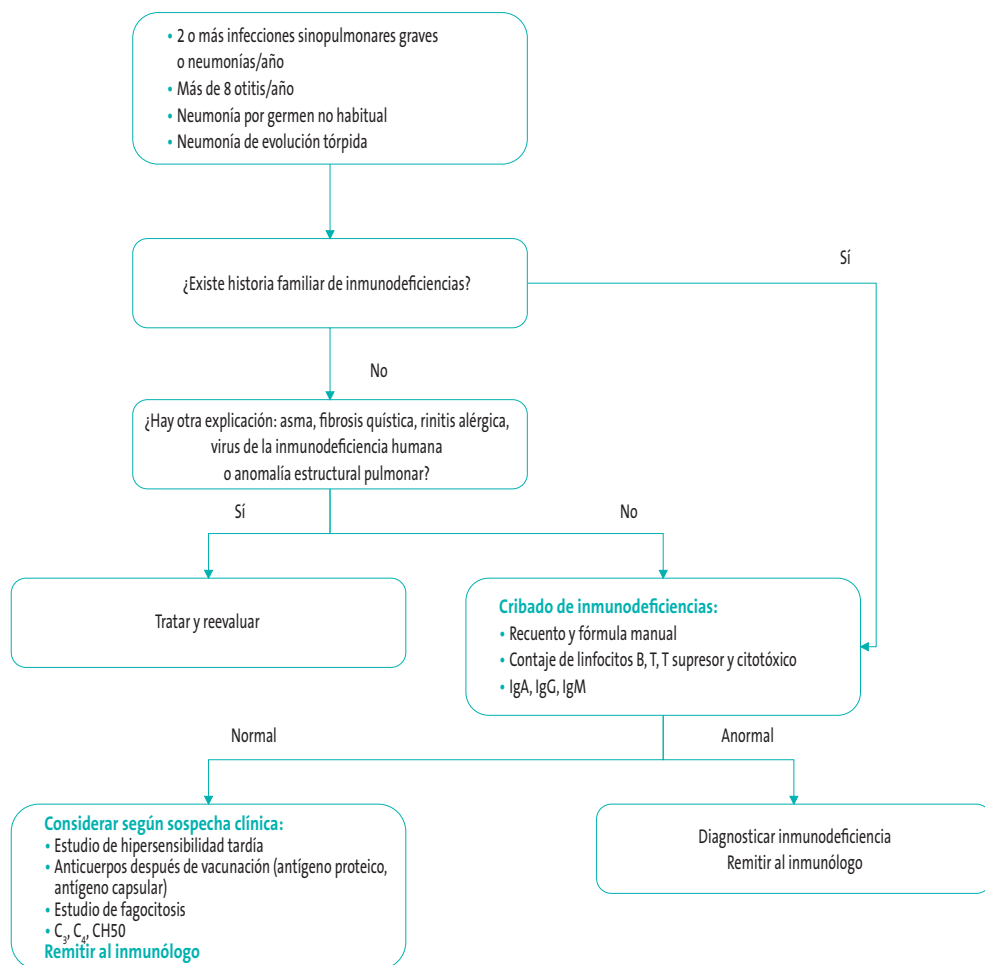 • 2 o más infecciones sinopulmonares graves
o neumonías/año
• Más de 8 otitis/año
• Neumonía por germen no habitual
• Neumonía de evolución tórpida
¿Existe historia familiar de inmunodeficiencias?
Sí
No
¿Hay otra explicación: asma, fibrosis quística, rinitis alérgica,
virus de la inmunodeficiencia humana
o anomalía estructural pulmonar?
Sí
No
Tratar y reevaluar
Cribado de inmunodeficiencias:
• Recuento y fórmula manual
• Contaje de linfocitos B, T, T supresor y citotóxico
• IgA, IgG, IgM
Normal
Anormal
Considerar según sospecha clínica:
• Estudio de hipersensibilidad tardía
• Anticuerpos después de vacunación (antígeno proteico,
antígeno capsular)
• Estudio de fagocitosis
• C₃, C₄, CH50
Remitir al inmunólogo
Diagnosticar inmunodeficiencia
Remitir al inmunólogo